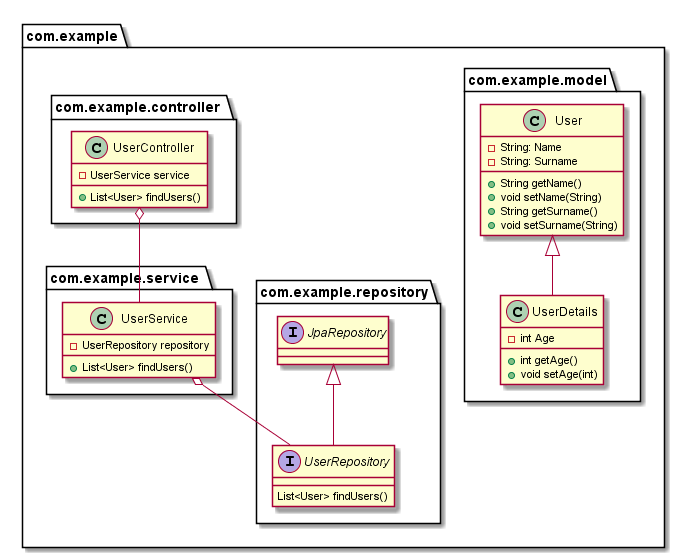 com.example
com.example.controller
C UserController
UserService service
List<User> findUsers()
com.example.service
C UserService
UserRepository repository
List<User> findUsers()
com.example.repository
I JpaRepository
I UserRepository
List<User> findUsers()
com.example.model
C User
String: Name
String: Surname
String getName()
void setName(String)
String getSurname()
void setSurname(String)
C UserDetails
int Age
int getAge()
void setAge(int)